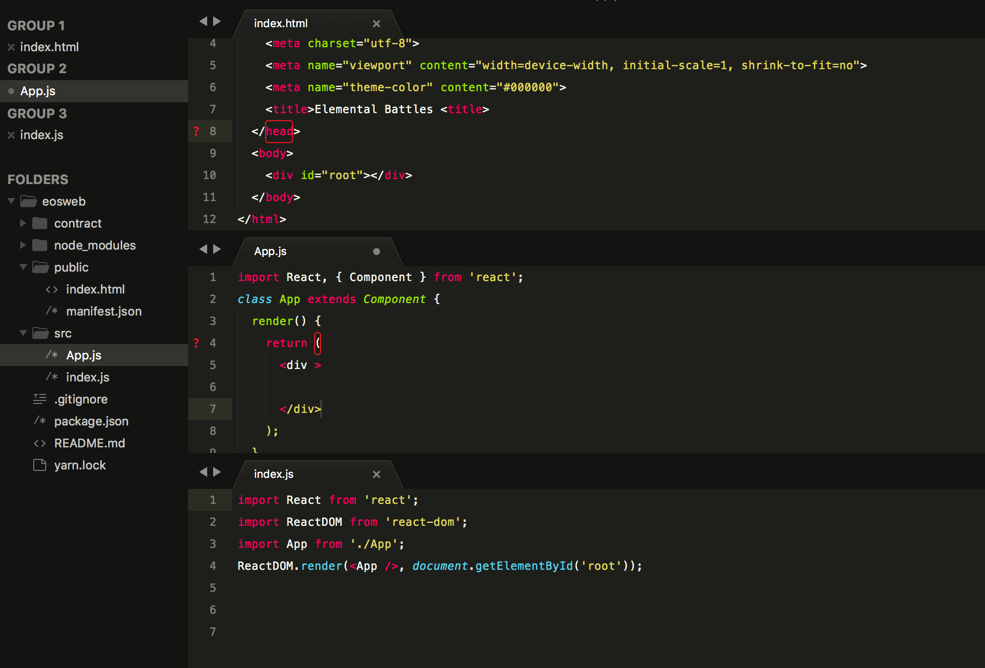 GROUP 1
index.html
GROUP 2
App.js
GROUP 3
index.js
FOLDERS
eosweb
contract
node_modules
public
<> index.html
/* manifest.json
src
/* App.js
/* index.js
.gitignore
/* package.json
<> README.md
yarn.lock
index.html
4 <meta charset="utf-8">
5 <meta name="viewport" content="width=device-width, initial-scale=1, shrink-to-fit=no">
6 <meta name="theme-color" content="#000000">
7 <title>Elemental Battles <title>
? 8 </head>
9 <body>
10 <div id="root"></div>
11 </body>
12 </html>
App.js
1 import React, { Component } from 'react';
2 class App extends Component {
3 render() {
? 4 return (
5 <div >
6
7 </div>
8 );
9 }
index.js
1 import React from 'react';
2 import ReactDOM from 'react-dom';
3 import App from './App';
4 ReactDOM.render(<App />, document.getElementById('root'));
5
6
7